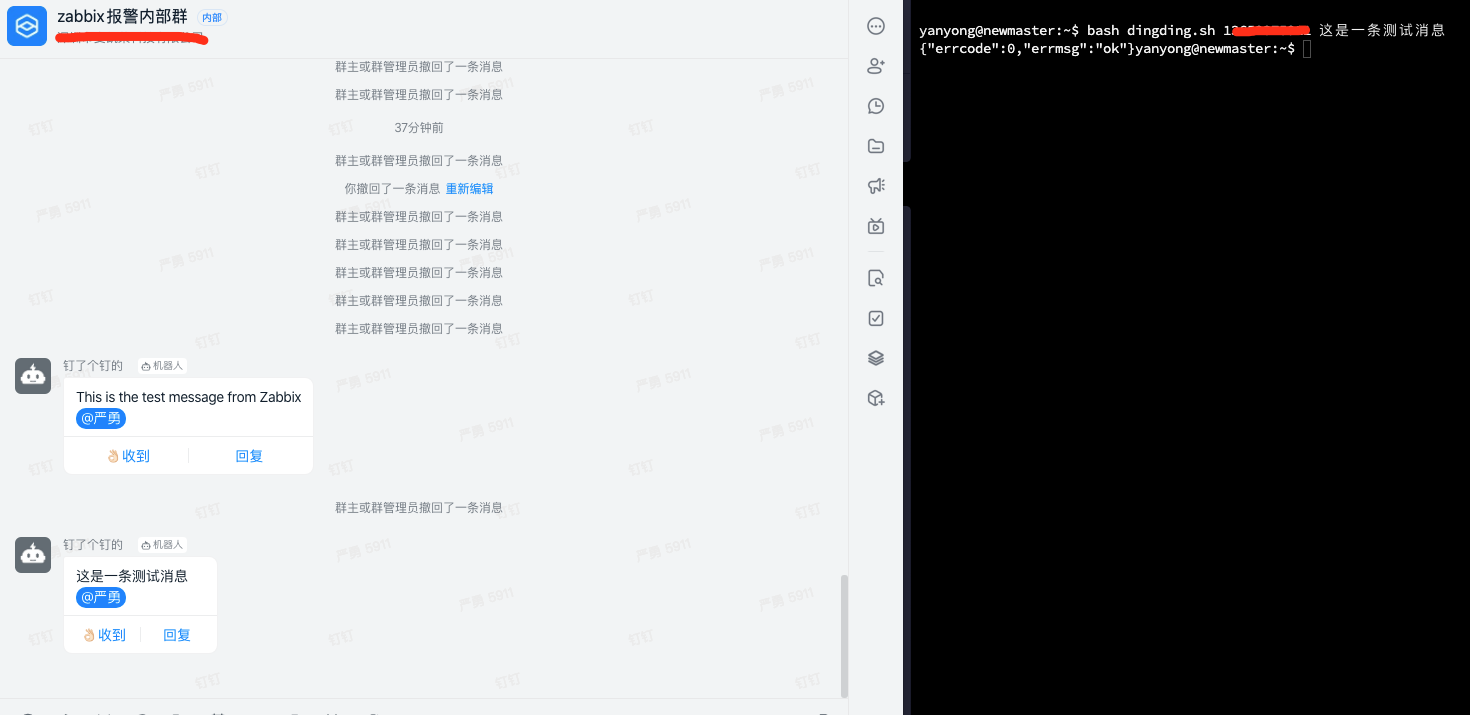 zabbix报警内部群 内部
群主或群管理员撤回了一条消息
群主或群管理员撤回了一条消息
37分钟前
群主或群管理员撤回了一条消息
你撤回了一条消息 重新编辑
群主或群管理员撤回了一条消息
群主或群管理员撤回了一条消息
群主或群管理员撤回了一条消息
群主或群管理员撤回了一条消息
群主或群管理员撤回了一条消息
钉了个钉的 机器人
This is the test message from Zabbix
@严勇
👌收到 回复
群主或群管理员撤回了一条消息
钉了个钉的 机器人
这是一条测试消息
@严勇
👌收到 回复
严勇 5911
钉钉
yanyong@newmaster:~$ bash dingding.sh 这是一条测试消息
{"errcode":0,"errmsg":"ok"}yanyong@newmaster:~$